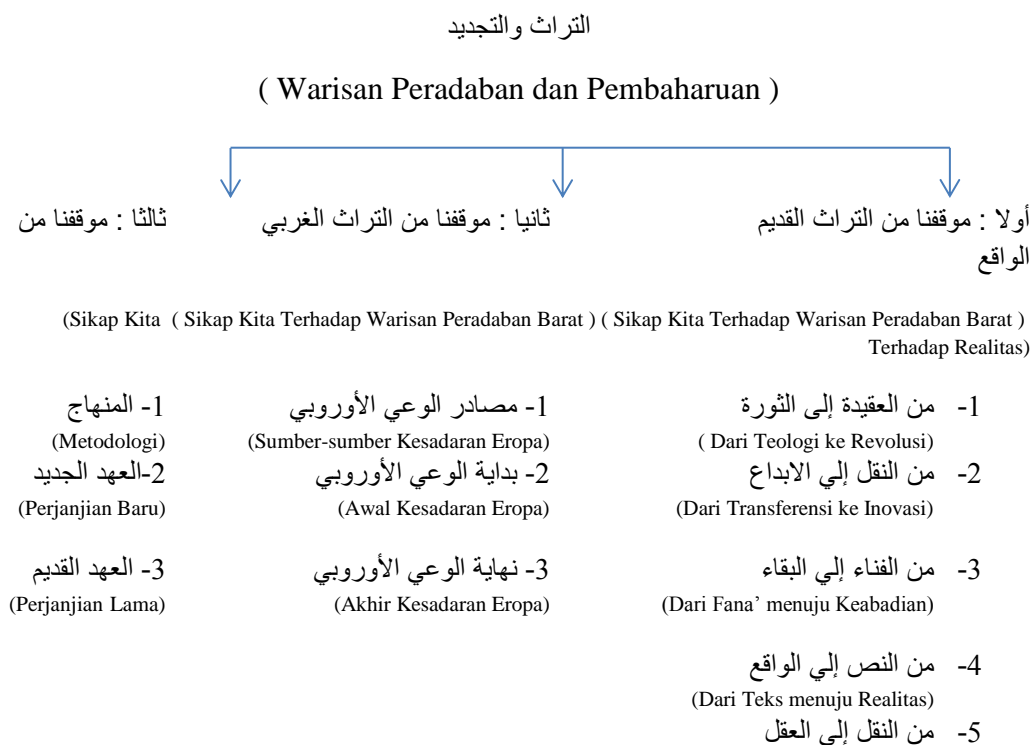 التراث والتجديد
( Warisan Peradaban dan Pembaharuan )
أولا : موقفنا من التراث القديم ثانيا : موقفنا من التراث الغربي ثالثا : موقفنا من
الواقع
(Sikap Kita ( Sikap Kita Terhadap Warisan Peradaban Barat ) ( Sikap Kita Terhadap Warisan Peradaban Barat )
Terhadap Realitas)
1- من العقيدة إلى الثورة 1- مصادر الوعي الأوروبي 1- المنهاج
( Dari Teologi ke Revolusi) (Sumber-sumber Kesadaran Eropa) (Metodologi)
2- من النقل إلي الابداع 2- بداية الوعي الأوروبي 2-العهد الجديد
(Dari Transferensi ke Inovasi) (Awal Kesadaran Eropa) (Perjanjian Baru)
3- من الفناء إلي البقاء 3- نهاية الوعي الأوروبي 3- العهد القديم
(Dari Fana’ menuju Keabadian) (Akhir Kesadaran Eropa) (Perjanjian Lama)
4- من النص إلي الواقع
(Dari Teks menuju Realitas)
5- من النقل إلي العقل